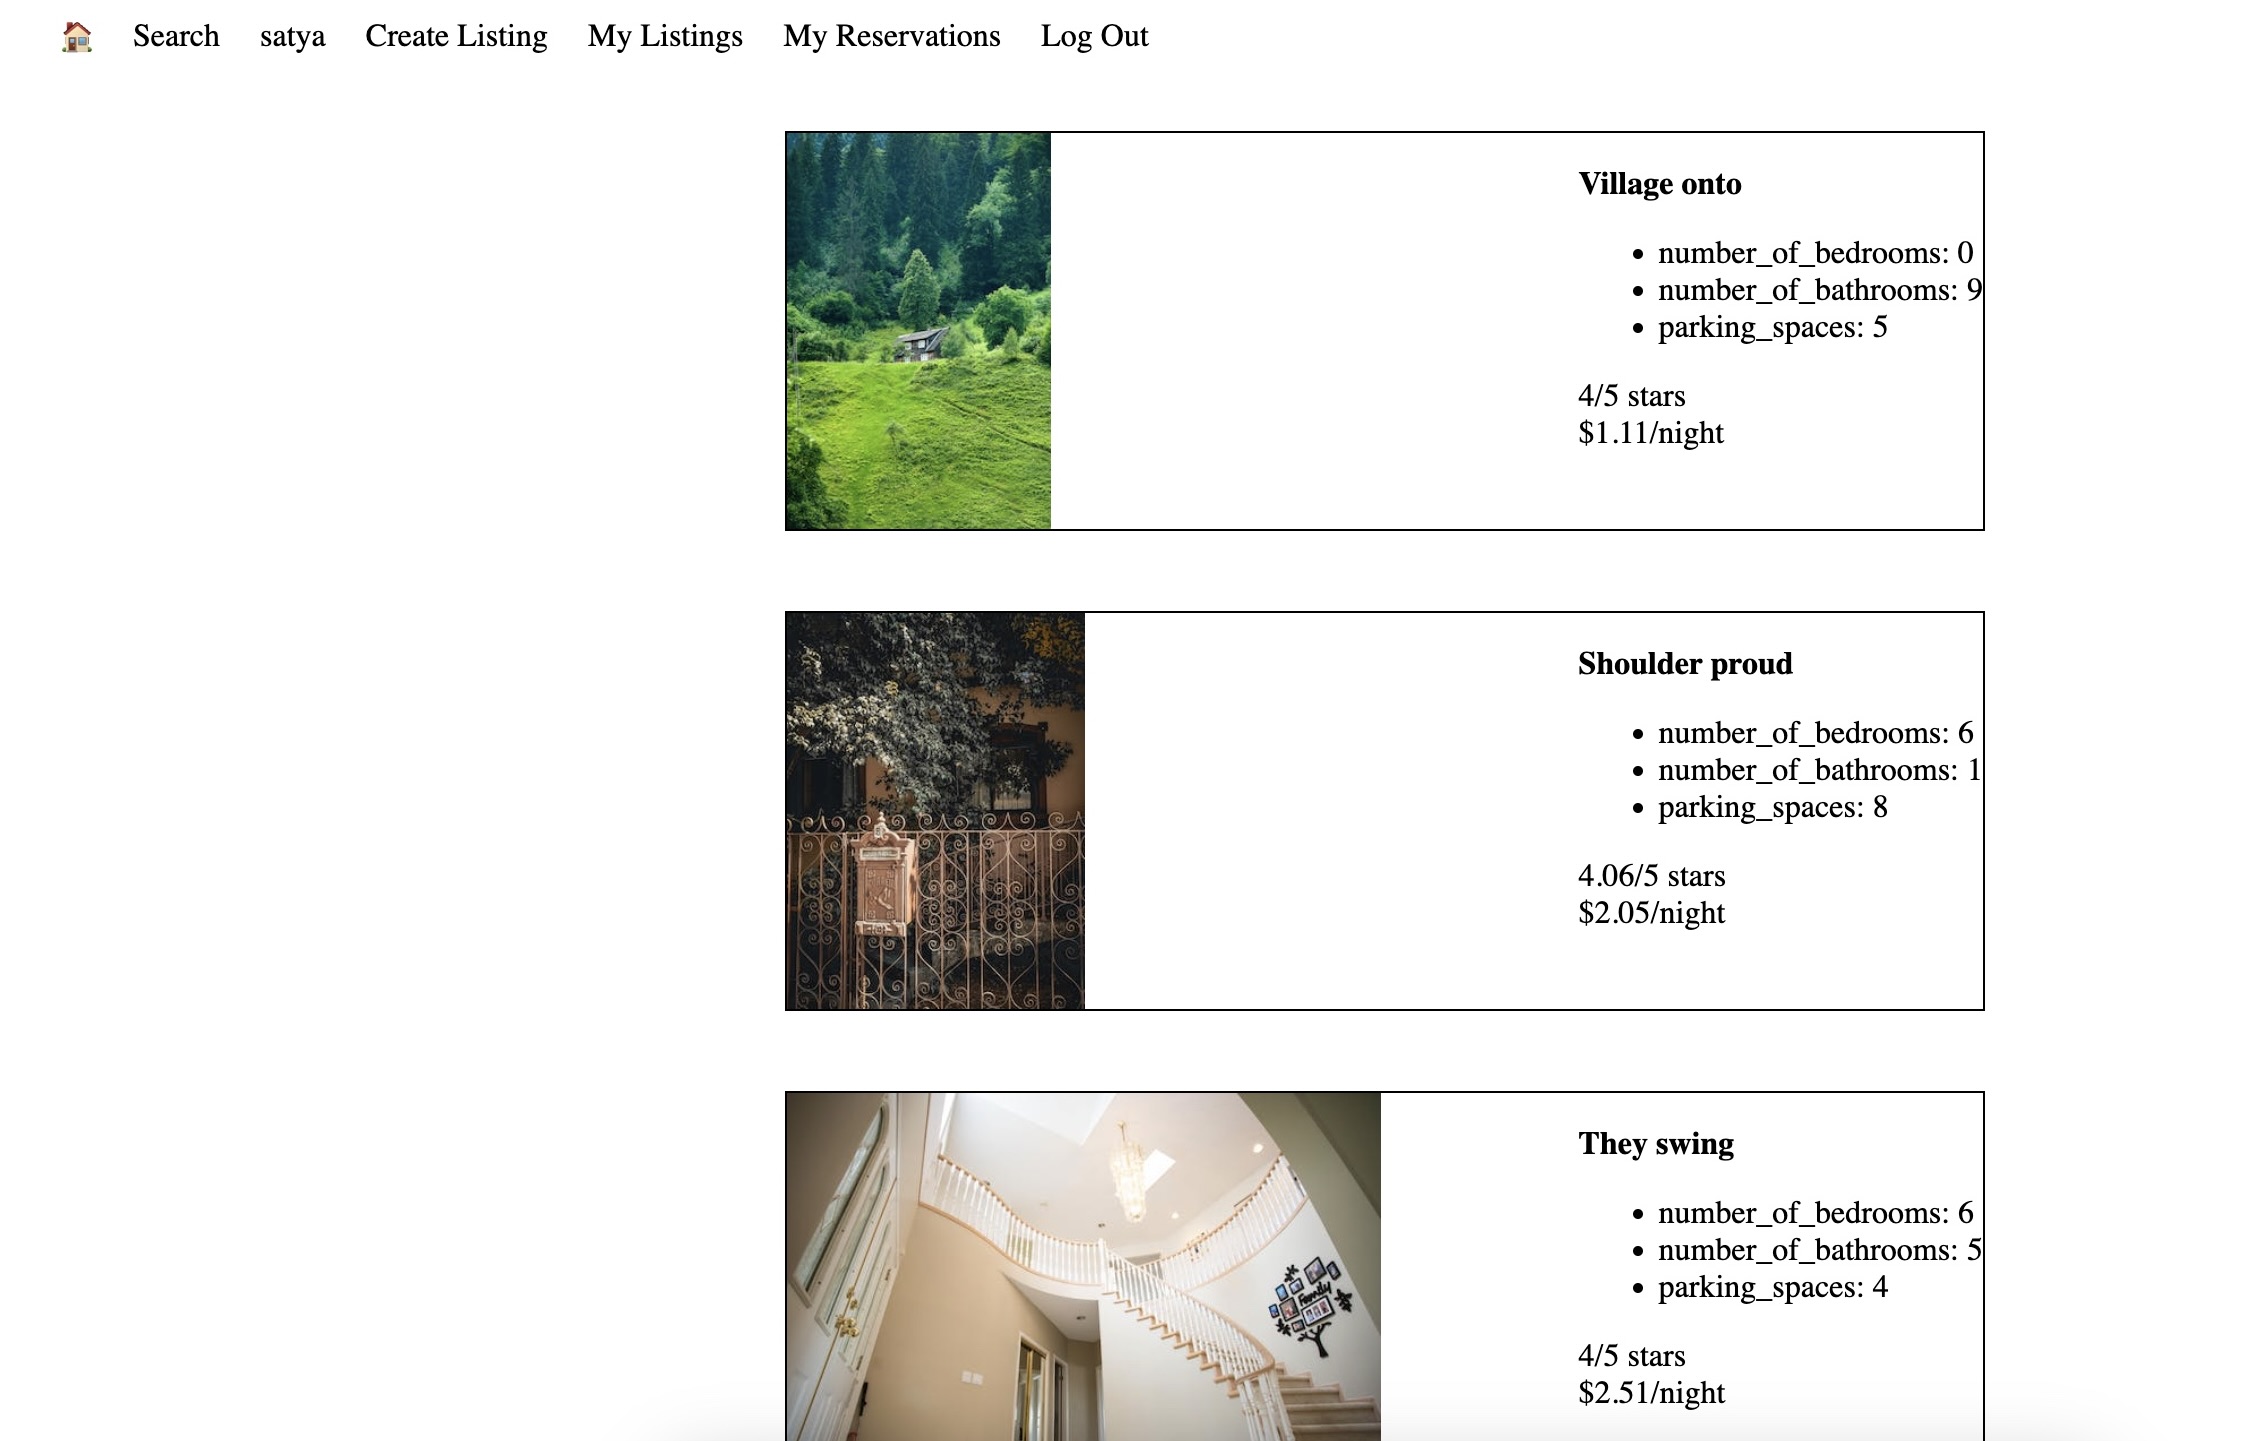 Search satya Create Listing My Listings My Reservations Log Out
Village onto
number_of_bedrooms: 0
number_of_bathrooms: 9
parking_spaces: 5
4/5 stars
$1.11/night
Shoulder proud
number_of_bedrooms: 6
number_of_bathrooms: 1
parking_spaces: 8
4.06/5 stars
$2.05/night
They swing
number_of_bedrooms: 6
number_of_bathrooms: 5
parking_spaces: 4
4/5 stars
$2.51/night
Family